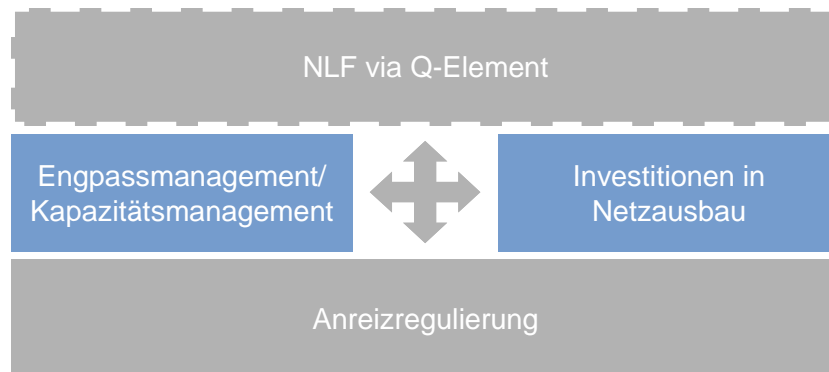 NLF via Q-Element
Engpassmanagement/
Kapazitätsmanagement
Investitionen in
Netzausbau
Anreizregulierung